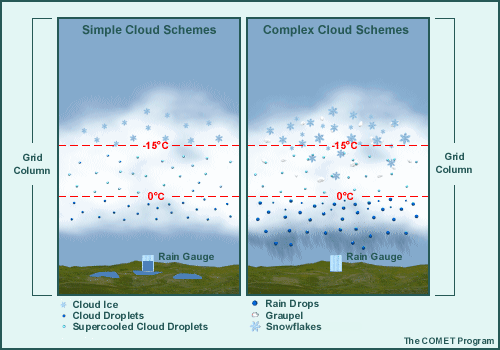 Simple Cloud Schemes
Complex Cloud Schemes
-15°C
-15°C
Grid
Column
Grid
Column
0°C
0°C
Rain Gauge
Rain Gauge
Cloud Ice
Cloud Droplets
Supercooled Cloud Droplets
Rain Drops
Graupel
Snowflakes
The COMET Program